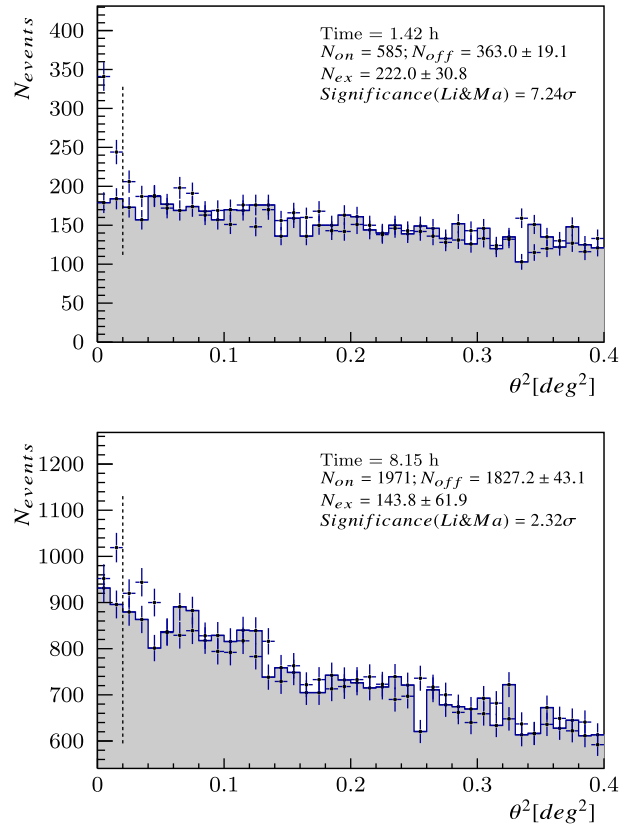 N_events
400
350
300
250
200
150
100
50
0
Time = 1.42 h
N_on = 585; N_off = 363.0 ± 19.1
N_ex = 222.0 ± 30.8
Significance(Li&Ma) = 7.24σ
0 0.1 0.2 0.3 0.4
θ²[deg²]
N_events
1200
1100
1000
900
800
700
600
Time = 8.15 h
N_on = 1971; N_off = 1827.2 ± 43.1
N_ex = 143.8 ± 61.9
Significance(Li&Ma) = 2.32σ
0 0.1 0.2 0.3 0.4
θ²[deg²]